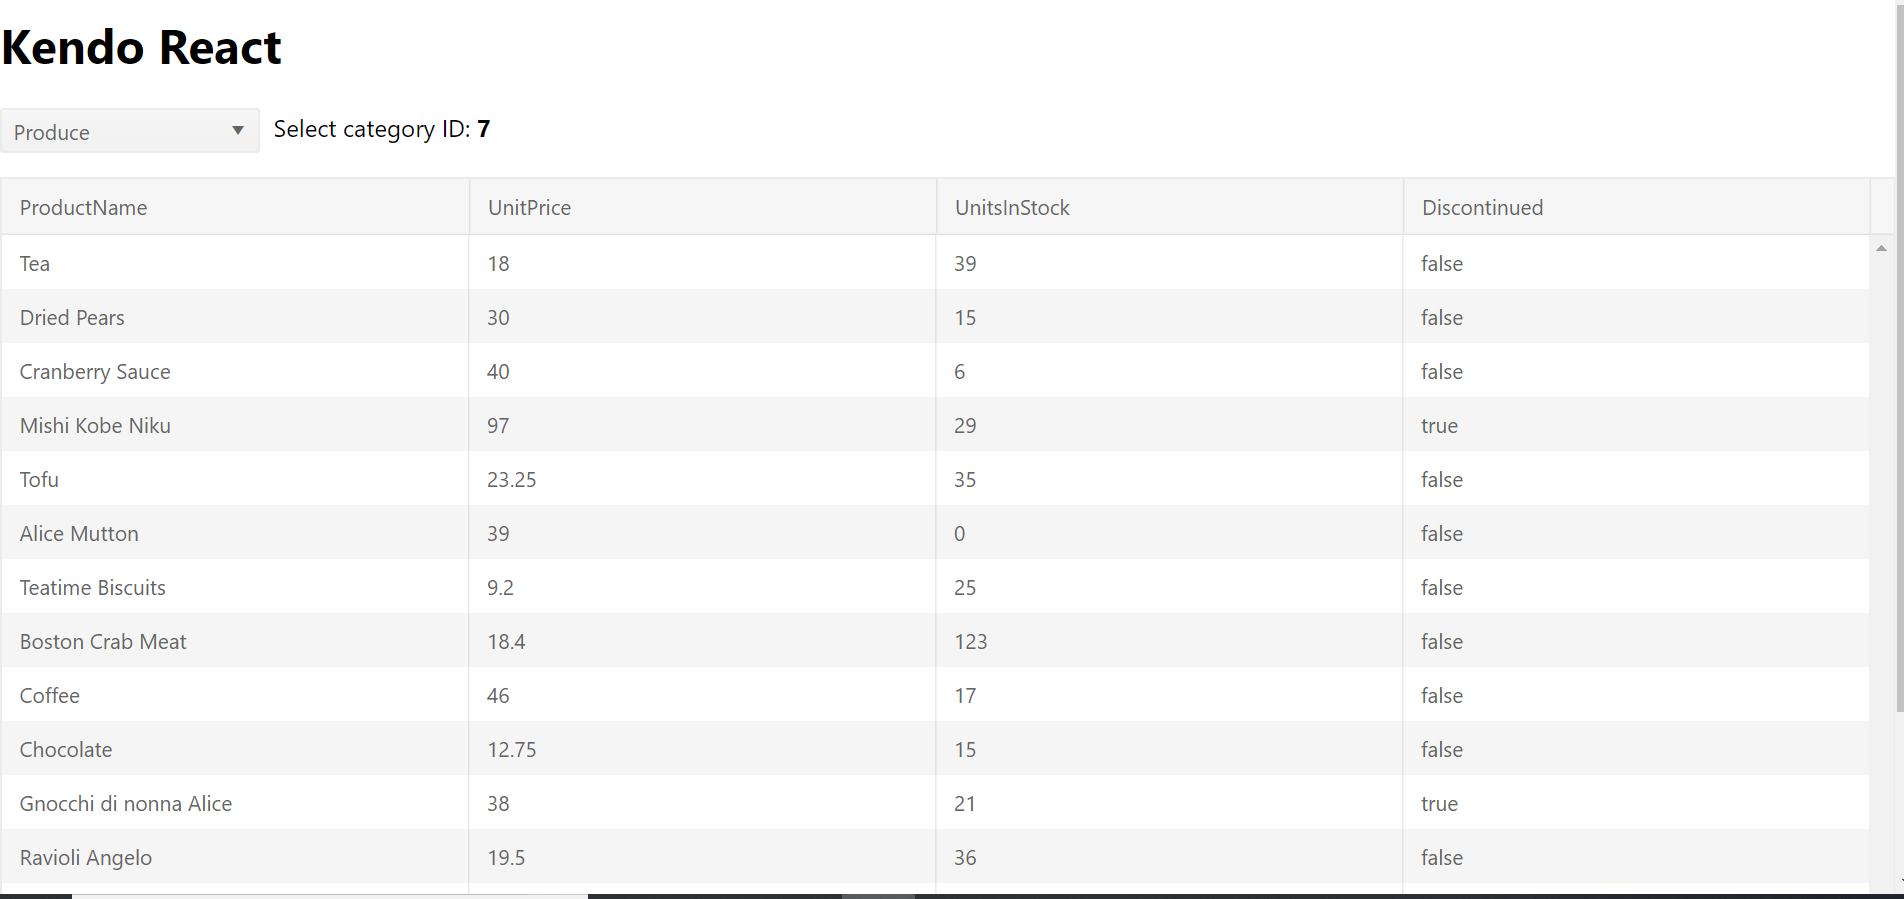 Kendo React
Produce Select category ID: 7
ProductName UnitPrice UnitsInStock Discontinued
Tea 18 39 false
Dried Pears 30 15 false
Cranberry Sauce 40 6 false
Mishi Kobe Niku 97 29 true
Tofu 23.25 35 false
Alice Mutton 39 0 false
Teatime Biscuits 9.2 25 false
Boston Crab Meat 18.4 123 false
Coffee 46 17 false
Chocolate 12.75 15 false
Gnocchi di nonna Alice 38 21 true
Ravioli Angelo 19.5 36 false